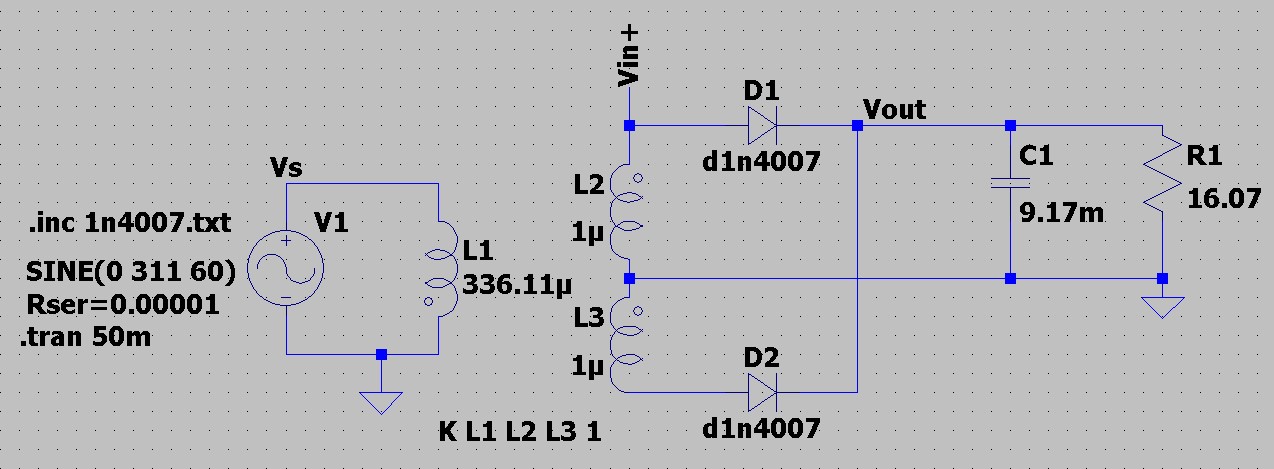 Vin+
D1
Vout
d1n4007
C1
9.17m
R1
16.07
Vs
V1
.inc 1n4007.txt
SINE(0 311 60)
Rser=0.00001
.tran 50m
L1
336.11µ
L2
1µ
L3
1µ
D2
d1n4007
K L1 L2 L3 1